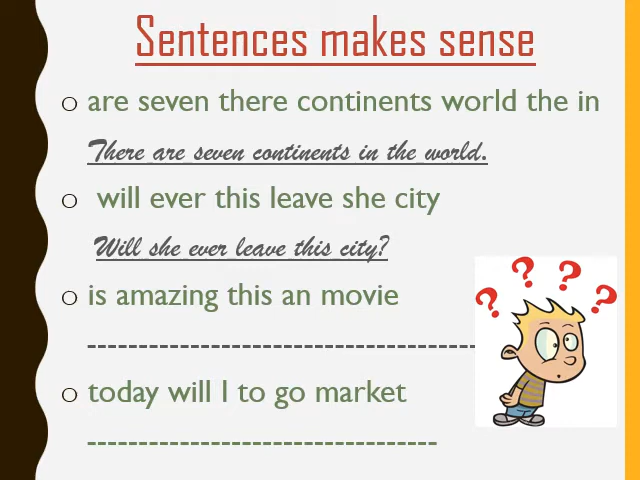 Sentences makes sense
o are seven there continents world the in
There are seven continents in the world.
o will ever this leave she city
Will she ever leave this city?
o is amazing this an movie
--------------------------------------
o today will I to go market
----------------------------------
? ? ? ?